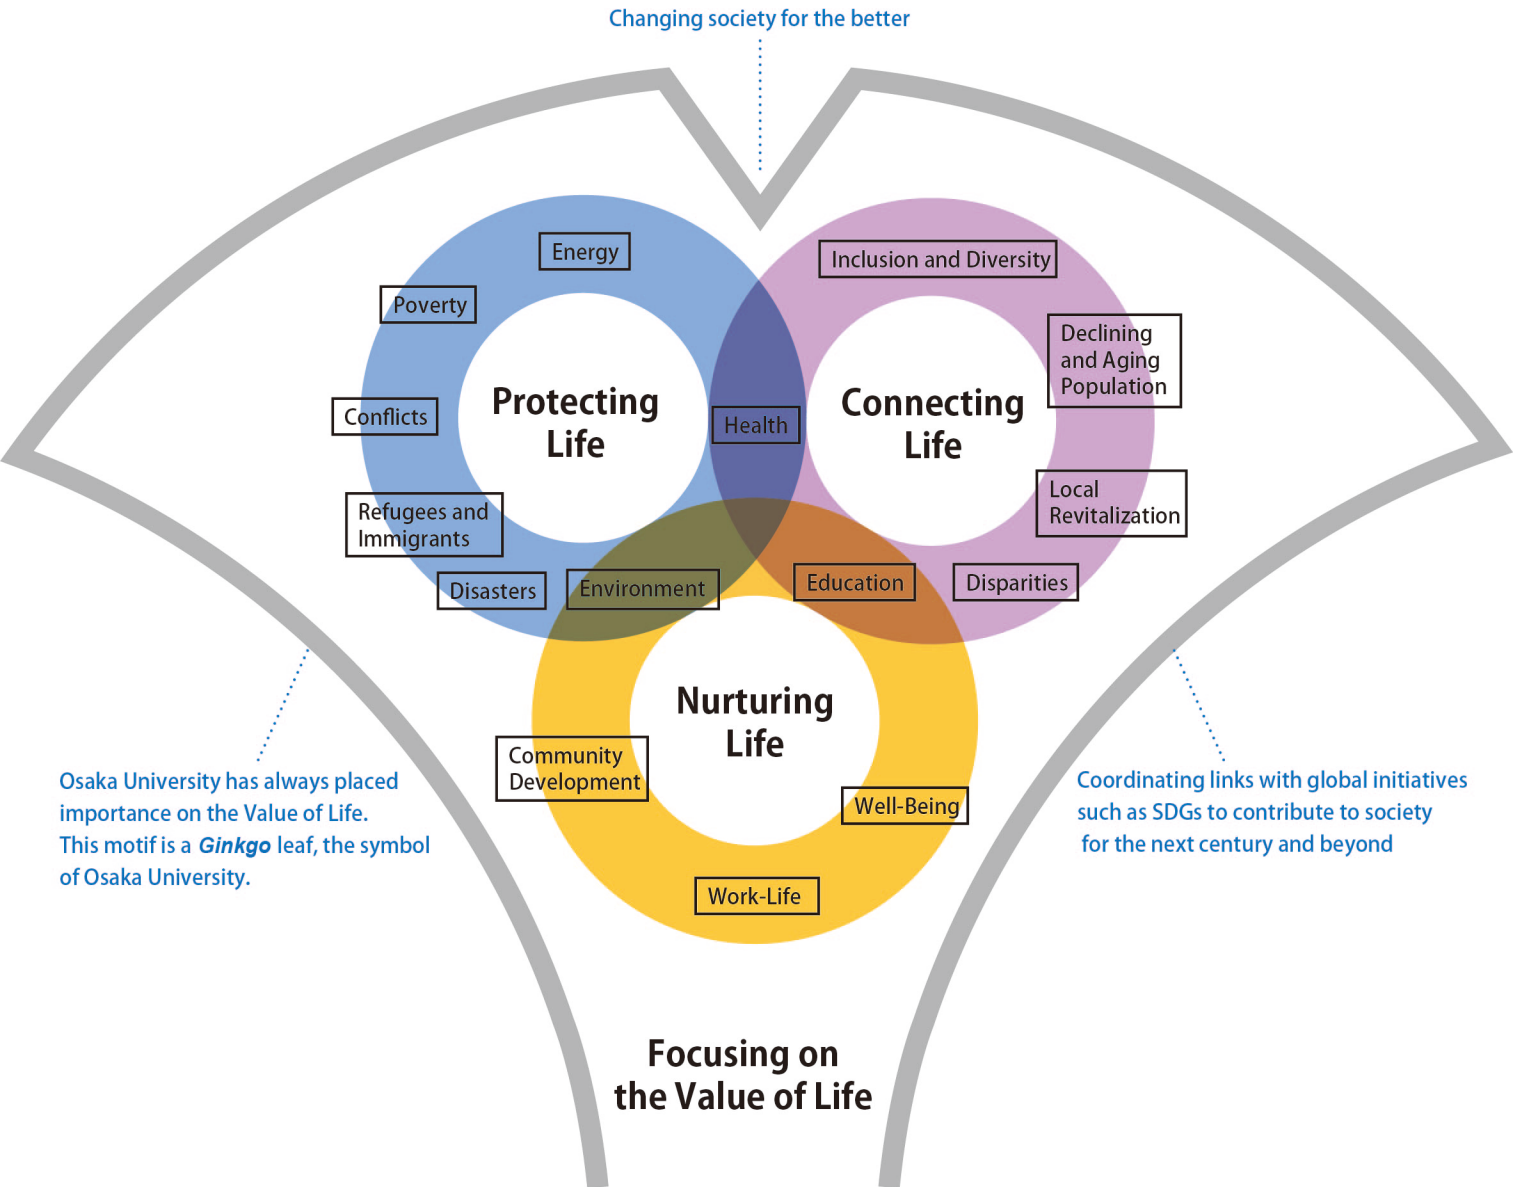 Changing society for the better
Energy
Inclusion and Diversity
Poverty
Declining
and Aging
Population
Protecting
Life
Connecting
Life
Conflicts
Health
Local
Revitalization
Refugees and
Immigrants
Disasters
Environment
Education
Disparities
Nurturing
Life
Community
Development
Well-Being
Work-Life
Osaka University has always placed
importance on the Value of Life.
This motif is a Ginkgo leaf, the symbol
of Osaka University.
Coordinating links with global initiatives
such as SDGs to contribute to society
for the next century and beyond
Focusing on
the Value of Life